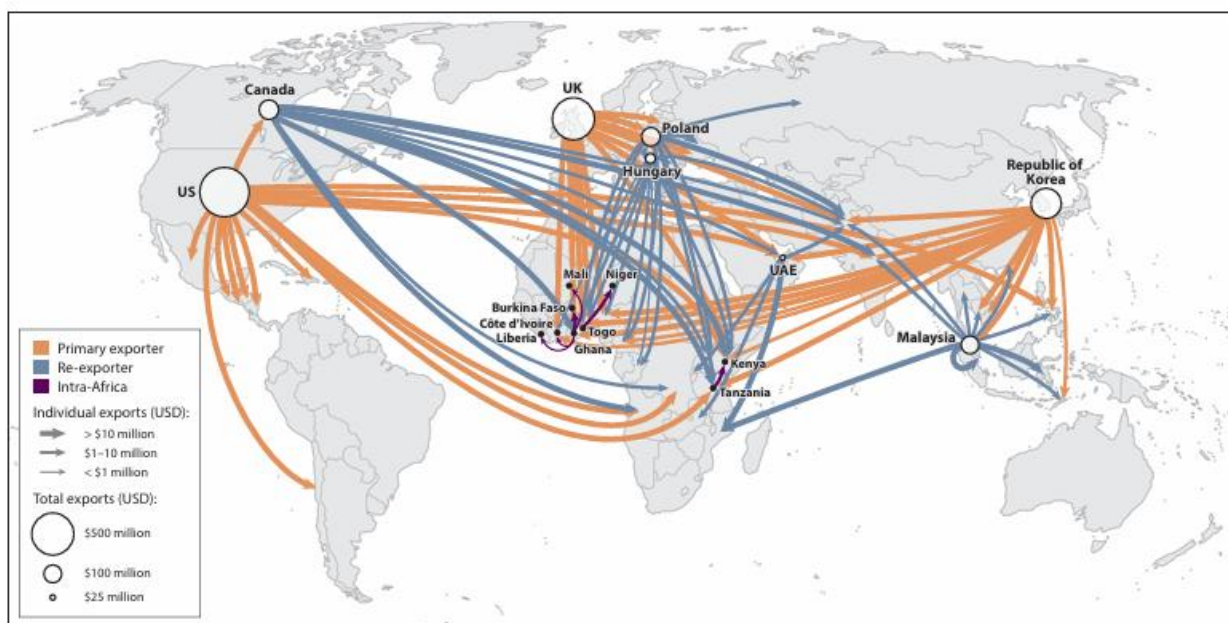 Canada
UK
Poland
Hungary
Republic of
Korea
US
UAE
Mali
Niger
Burkina Faso
Côte d'Ivoire
Togo
Liberia
Ghana
Malaysia
Kenya
Tanzania
Primary exporter
Re-exporter
Intra-Africa
Individual exports (USD):
> $10 million
$1–10 million
< $1 million
Total exports (USD):
$500 million
$100 million
$25 million